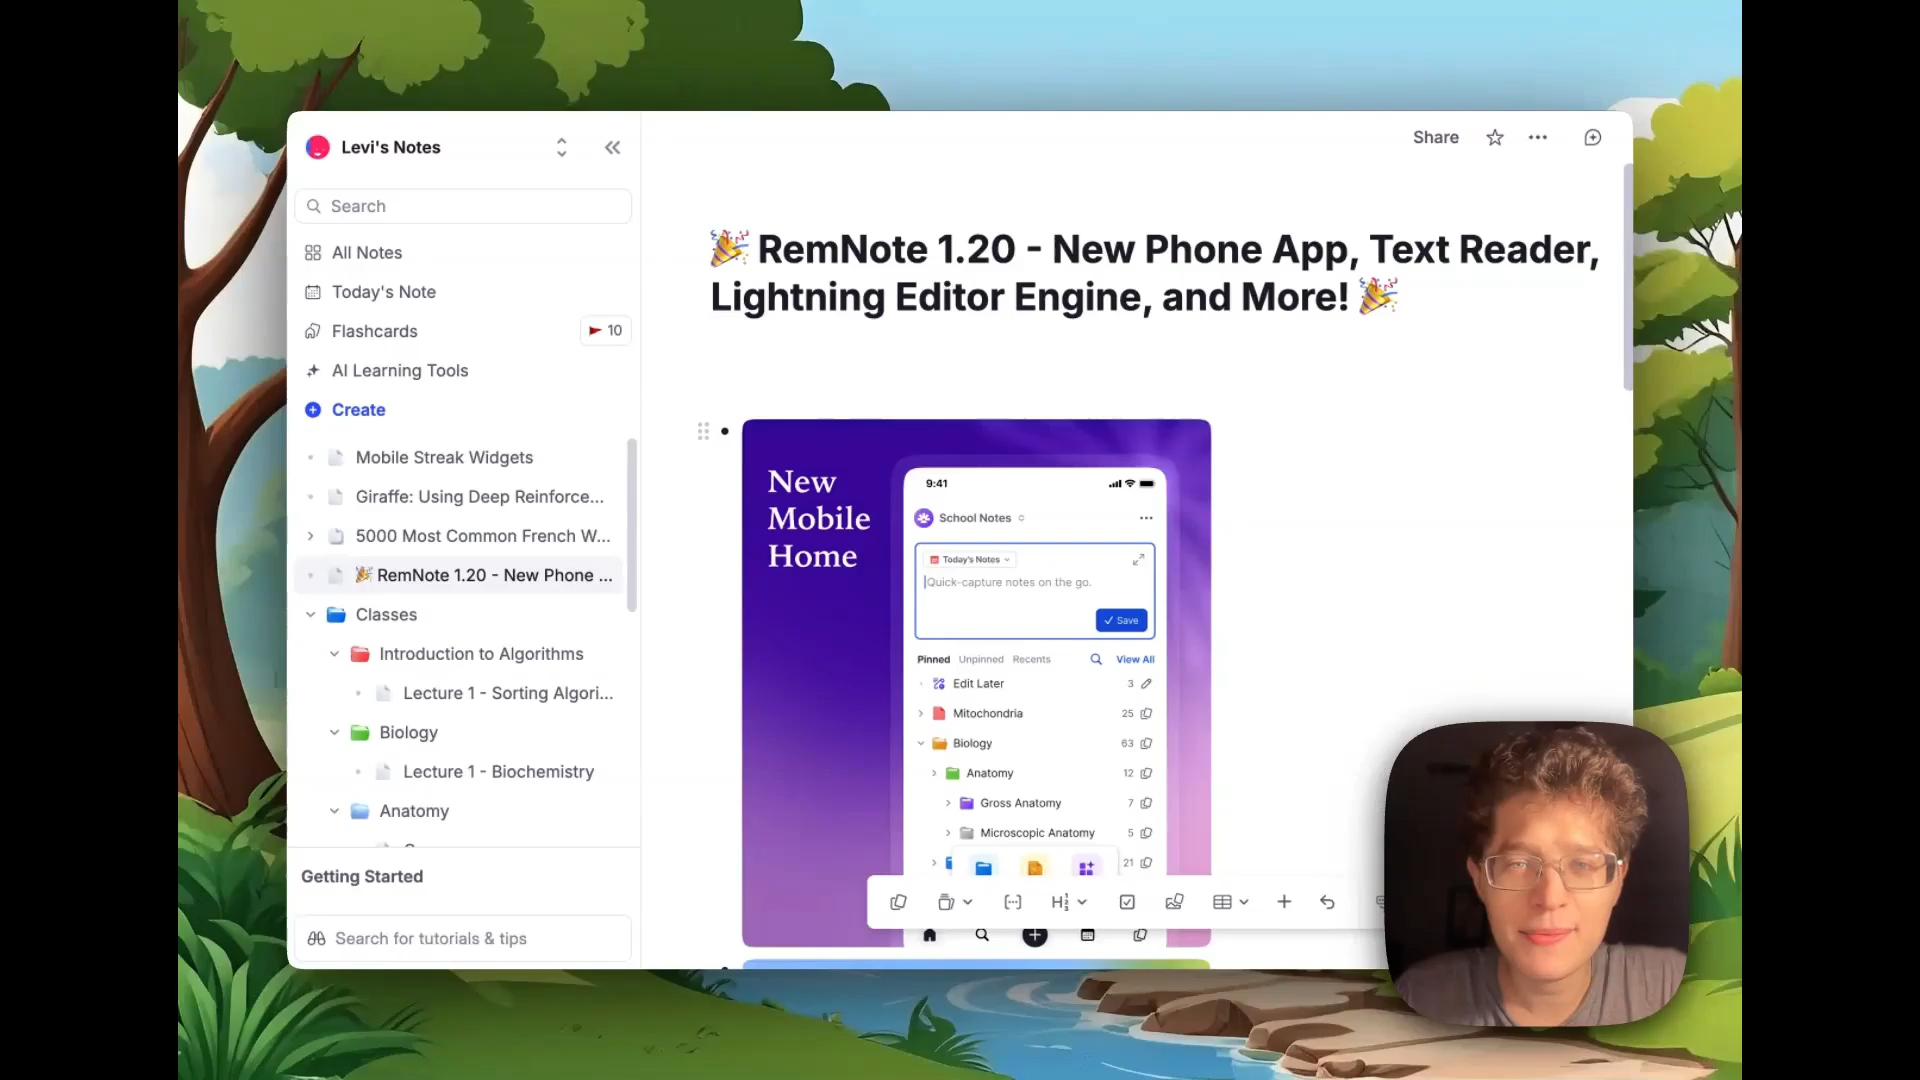 Levi's Notes
Search
All Notes
Today's Note
Flashcards
10
AI Learning Tools
Create
Mobile Streak Widgets
Giraffe: Using Deep Reinforce...
5000 Most Common French W...
🎉 RemNote 1.20 - New Phone ...
Classes
Introduction to Algorithms
Lecture 1 - Sorting Algori...
Biology
Lecture 1 - Biochemistry
Anatomy
Getting Started
Search for tutorials & tips
Share
🎉 RemNote 1.20 - New Phone App, Text Reader,
Lightning Editor Engine, and More! 🎉
New
Mobile
Home
9:41
School Notes
Today's Notes
Quick-capture notes on the go.
Save
Pinned Unpinned Recents View All
Edit Later 3
Mitochondria 25
Biology 63
Anatomy 12
Gross Anatomy 7
Microscopic Anatomy 5
21